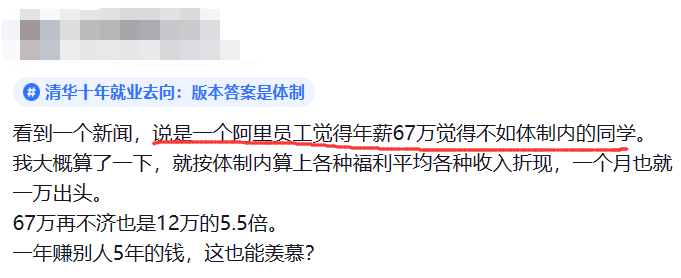 # 清华十年就业去向：版本答案是体制
看到一个新闻，说是一个阿里员工觉得年薪67万觉得不如体制内的同学。
我大概算了一下，就按体制内算上各种福利平均各种收入折现，一个月也就
一万出头。
67万再不济也是12万的5.5倍。
一年赚别人5年的钱，这也能羡慕？